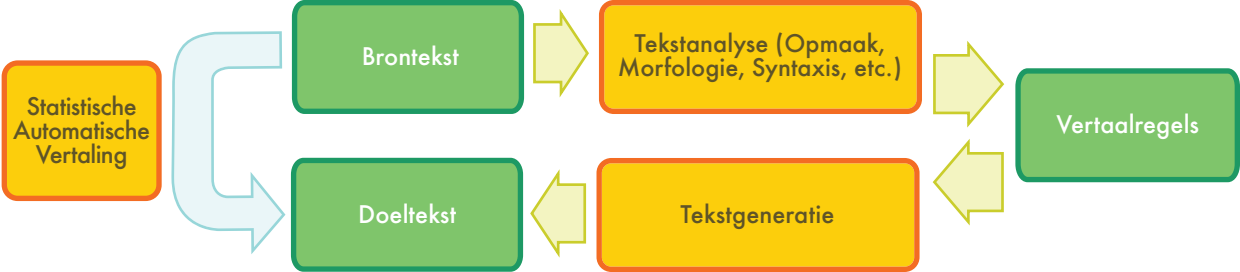 Statistische
Automatische
Vertaling
Brontekst
Tekstanalyse (Opmaak,
Morfologie, Syntaxis, etc.)
Vertaalregels
Tekstgeneratie
Doeltekst